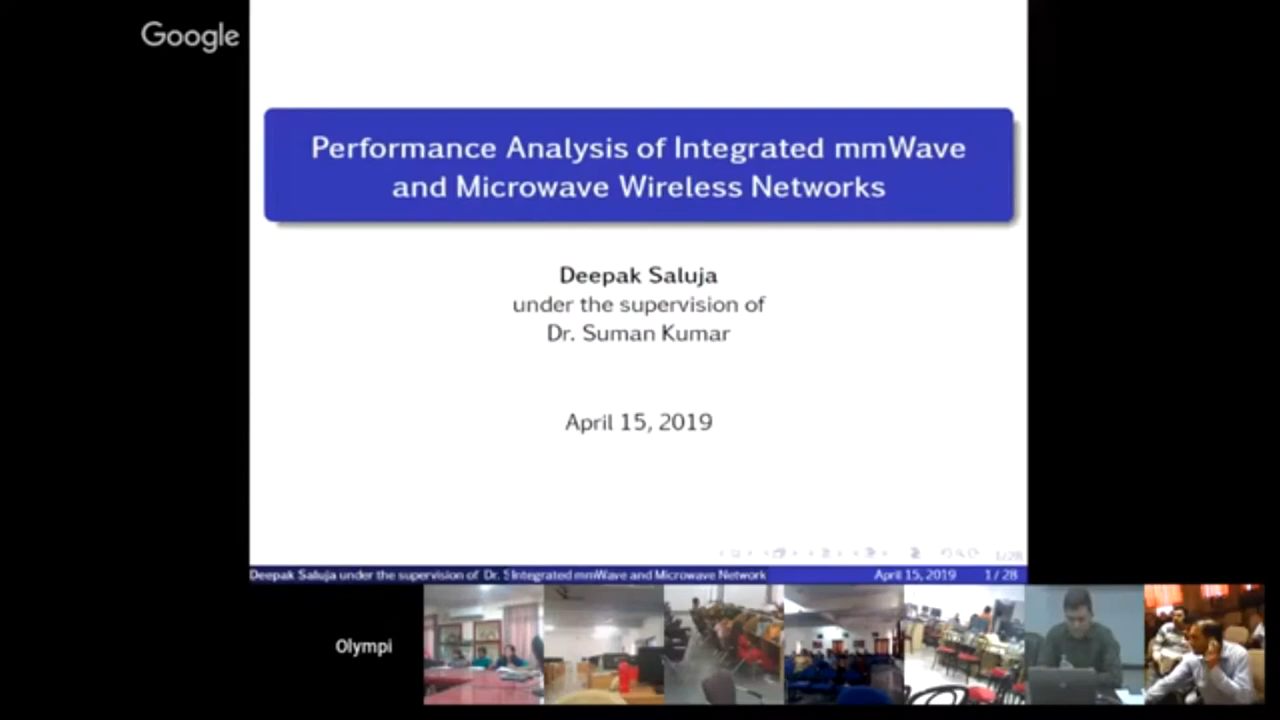 Google
Performance Analysis of Integrated mmWave
and Microwave Wireless Networks
Deepak Saluja
under the supervision of
Dr. Suman Kumar
April 15, 2019
1/28
Deepak Saluja under the supervision of Dr. S Integrated mmWave and Microwave Network April 15, 2019 1 / 28
Olympi